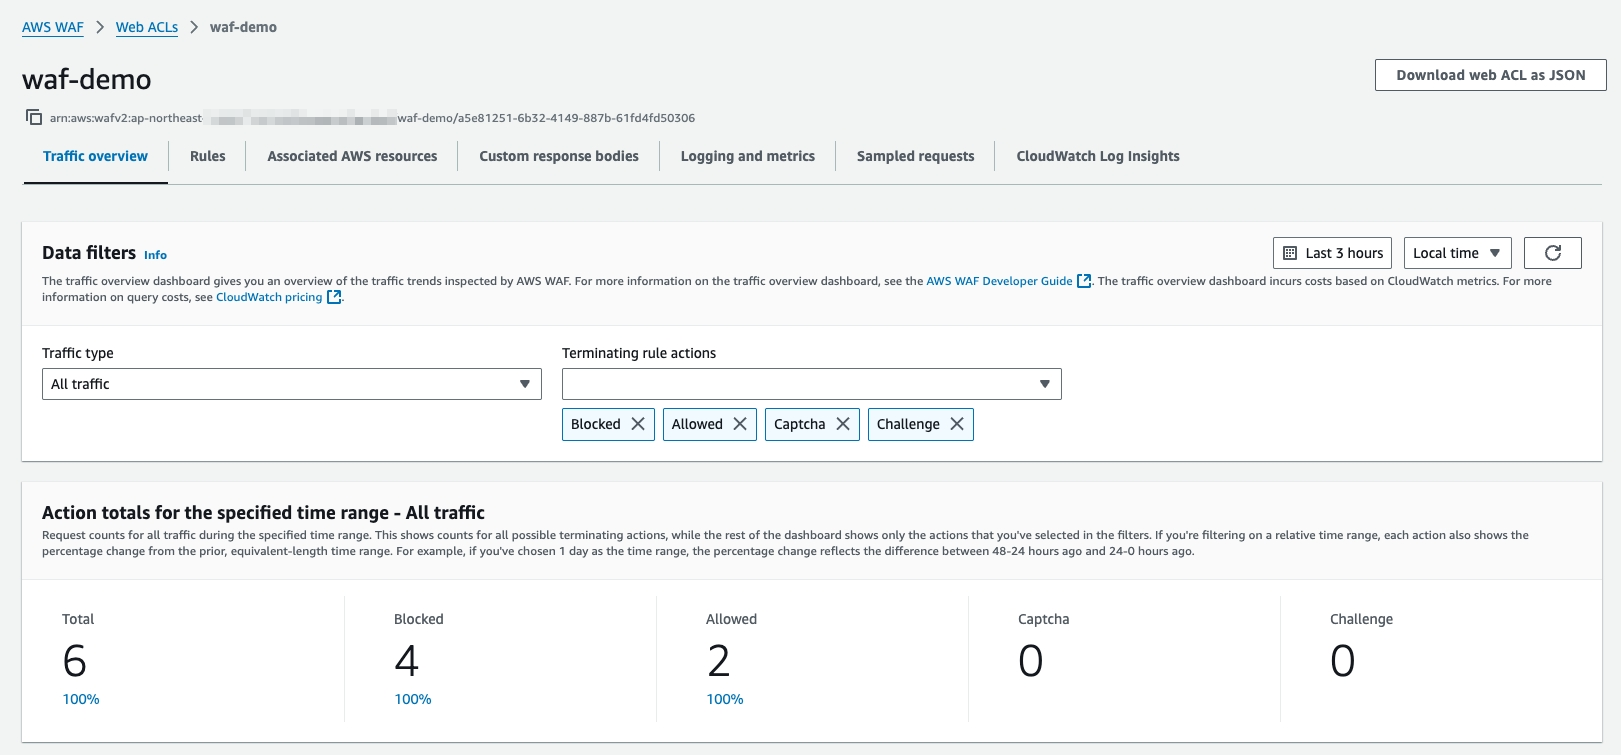 AWS WAF > Web ACLs > waf-demo
waf-demo
Download web ACL as JSON
arn:aws:wafv2:ap-northeast waf-demo/a5e81251-6b32-4149-887b-61fd4fd50306
Traffic overview Rules Associated AWS resources Custom response bodies Logging and metrics Sampled requests CloudWatch Log Insights
Data filters Info
Last 3 hours Local time
The traffic overview dashboard gives you an overview of the traffic trends inspected by AWS WAF. For more information on the traffic overview dashboard, see the AWS WAF Developer Guide. The traffic overview dashboard incurs costs based on CloudWatch metrics. For more
information on query costs, see CloudWatch pricing.
Traffic type Terminating rule actions
All traffic
Blocked Allowed Captcha Challenge
Action totals for the specified time range - All traffic
Request counts for all traffic during the specified time range. This shows counts for all possible terminating actions, while the rest of the dashboard shows only the actions that you've selected in the filters. If you're filtering on a relative time range, each action also shows the
percentage change from the prior, equivalent-length time range. For example, if you've chosen 1 day as the time range, the percentage change reflects the difference between 48-24 hours ago and 24-0 hours ago.
Total Blocked Allowed Captcha Challenge
6 4 2 0 0
100% 100% 100%